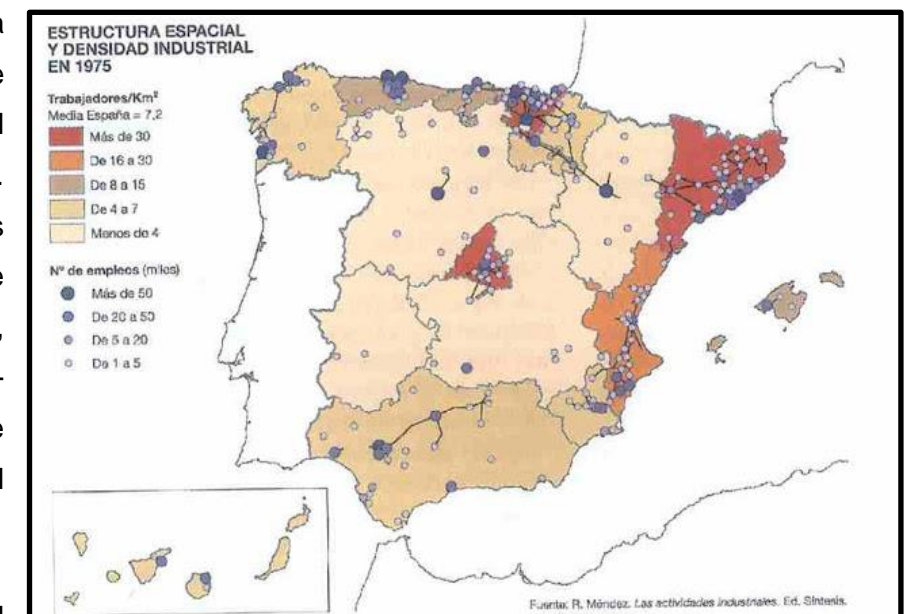 ESTRUCTURA ESPACIAL
Y DENSIDAD INDUSTRIAL
EN 1975
Trabajadores/Km²
Media España = 7,2
Más de 30
De 16 a 30
De 8 a 15
De 4 a 7
Menos de 4
Nº de empleos (miles)
Más de 50
De 20 a 50
De 5 a 20
De 1 a 5
Fuente: R. Méndez. Las actividades industriales. Ed. Síntesis.